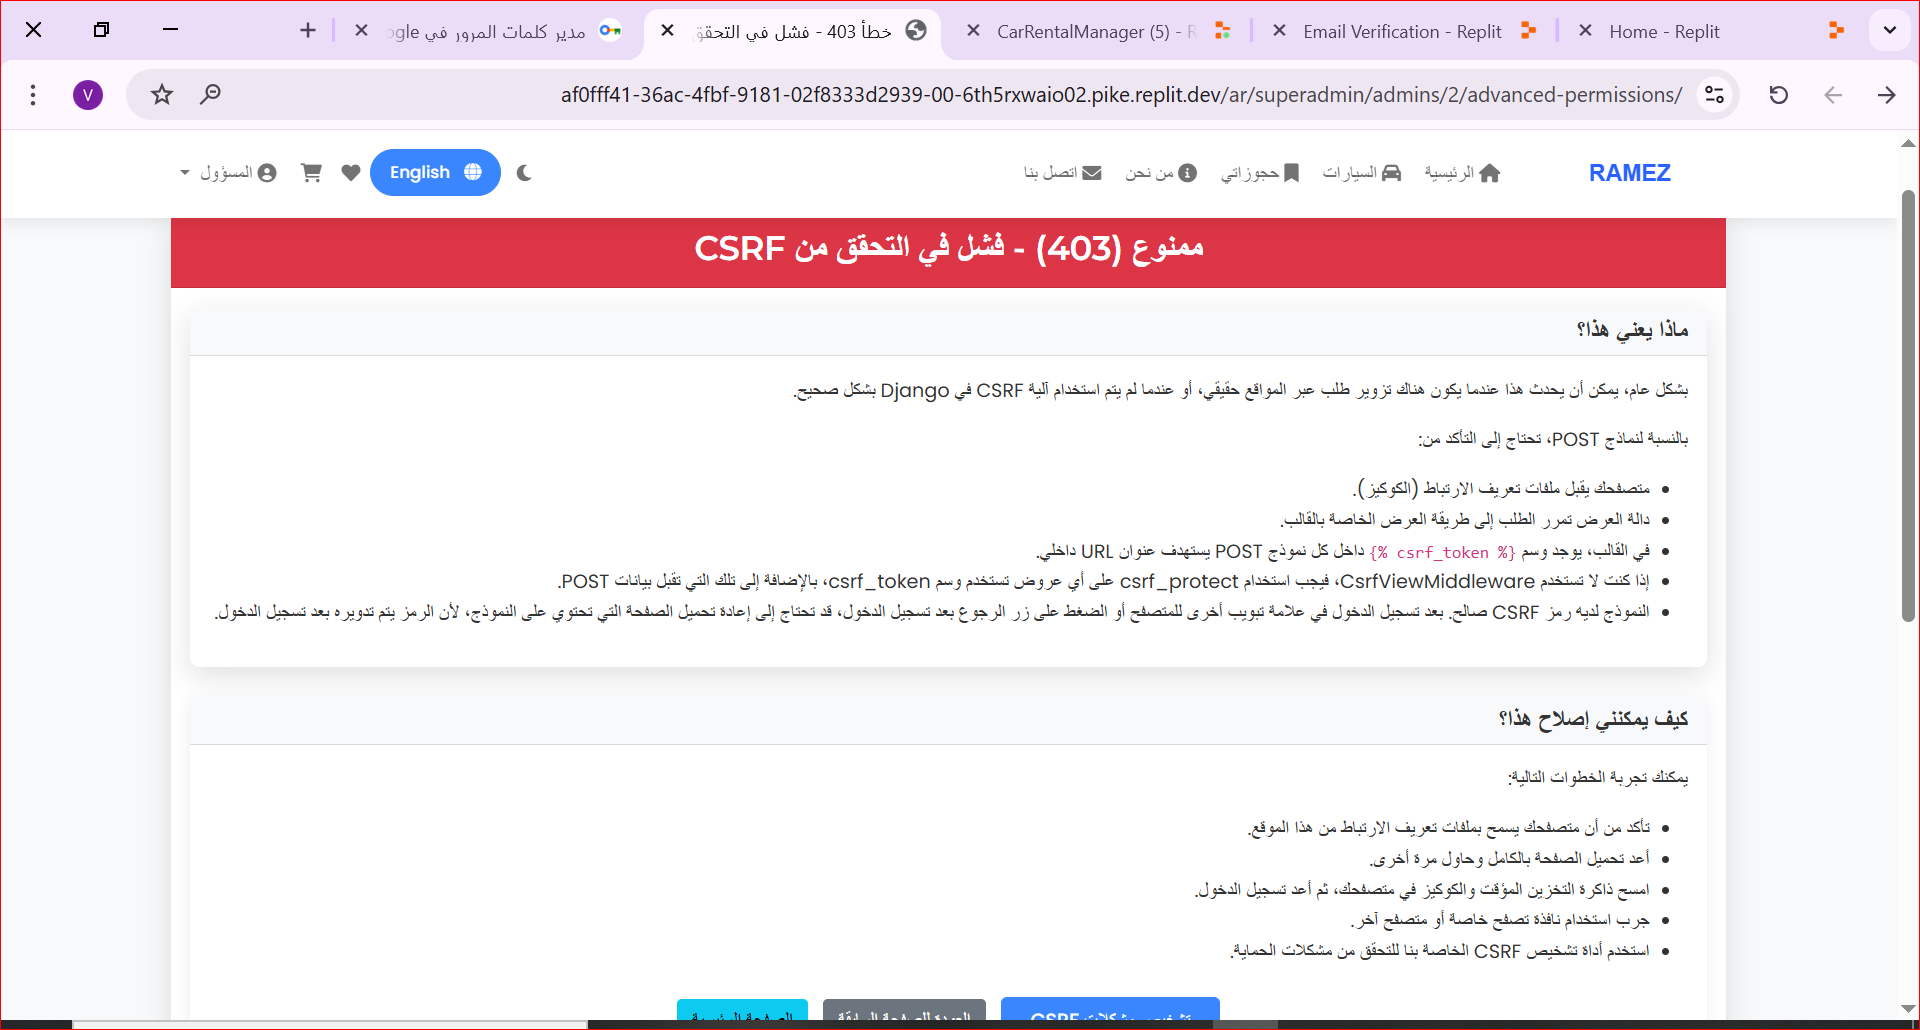 مدير كلمات المرور في
خطأ 403 - فشل في التحقق
CarRentalManager (5) - R
Email Verification - Replit
Home - Replit
V
af0fff41-36ac-4fbf-9181-02f8333d2939-00-6th5rxwaio02.pike.replit.dev/ar/superadmin/admins/2/advanced-permissions/
RAMEZ
الرئيسية
السيارات
حجوزاتي
من نحن
اتصل بنا
English
المسؤول
ممنوع (403) - فشل في التحقق من CSRF
ماذا يعني هذا؟
بشكل عام، يمكن أن يحدث هذا عندما يكون هناك تزوير طلب عبر المواقع حقيقي، أو عندما لم يتم استخدام آلية CSRF في Django بشكل صحيح.
بالنسبة لنماذج POST، تحتاج إلى التأكد من:
متصفحك يقبل ملفات تعريف الارتباط (الكوكيز).
دالة العرض تمرر الطلب إلى طريقة العرض الخاصة بالقالب.
في القالب، يوجد وسم {% csrf_token %} داخل كل نموذج POST يستهدف عنوان URL داخلي.
إذا كنت لا تستخدم CsrfViewMiddleware، فيجب استخدام csrf_protect على أي عروض تستخدم وسم csrf_token، بالإضافة إلى تلك التي تقبل بيانات POST.
النموذج لديه رمز CSRF صالح. بعد تسجيل الدخول في علامة تبويب أخرى للمتصفح أو الضغط على زر الرجوع بعد تسجيل الدخول، قد تحتاج إلى إعادة تحميل الصفحة التي تحتوي على النموذج، لأن الرمز يتم تدويره بعد تسجيل الدخول.
كيف يمكنني إصلاح هذا؟
يمكنك تجربة الخطوات التالية:
تأكد من أن متصفحك يسمح بملفات تعريف الارتباط من هذا الموقع.
أعد تحميل الصفحة بالكامل وحاول مرة أخرى.
امسح ذاكرة التخزين المؤقت والكوكيز في متصفحك، ثم أعد تسجيل الدخول.
جرب استخدام نافذة تصفح خاصة أو متصفح آخر.
استخدم أداة تشخيص CSRF الخاصة بنا للتحقق من مشكلات الحماية.
تشخيص مشكلات CSRF
العودة للصفحة السابقة
الصفحة الرئيسية